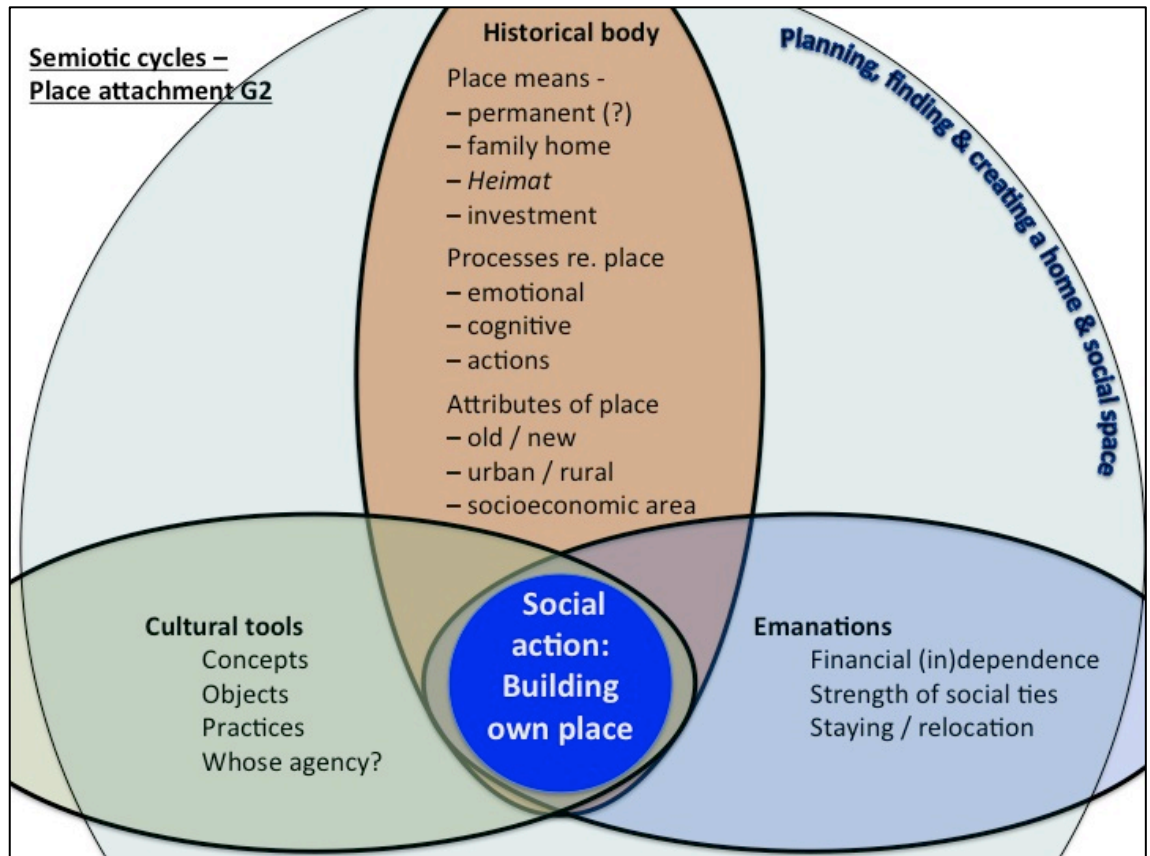 Semiotic cycles –
Place attachment G2
Historical body
Place means -
– permanent (?)
– family home
– Heimat
– investment
Processes re. place
– emotional
– cognitive
– actions
Attributes of place
– old / new
– urban / rural
– socioeconomic area
Planning, finding & creating a home & social space
Cultural tools
Concepts
Objects
Practices
Whose agency?
Social
action:
Building
own place
Emanations
Financial (in)dependence
Strength of social ties
Staying / relocation